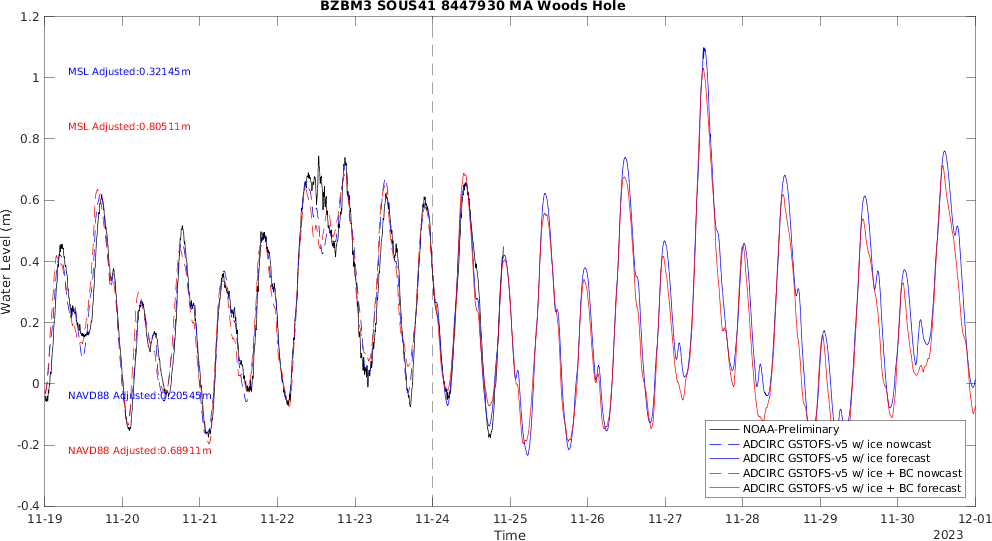 BZBM3 SOUS41 8447930 MA Woods Hole
1.2
1
0.8
0.6
0.4
0.2
0
-0.2
-0.4
Water Level (m)
MSL Adjusted:0.32145m
MSL Adjusted:0.80511m
NAVD88 Adjusted:0.20545m
NAVD88 Adjusted:0.68911m
NOAA-Preliminary
ADCIRC GSTOFS-v5 w/ ice nowcast
ADCIRC GSTOFS-v5 w/ ice forecast
ADCIRC GSTOFS-v5 w/ ice + BC nowcast
ADCIRC GSTOFS-v5 w/ ice + BC forecast
11-19 11-20 11-21 11-22 11-23 11-24 11-25 11-26 11-27 11-28 11-29 11-30 12-01
Time
2023